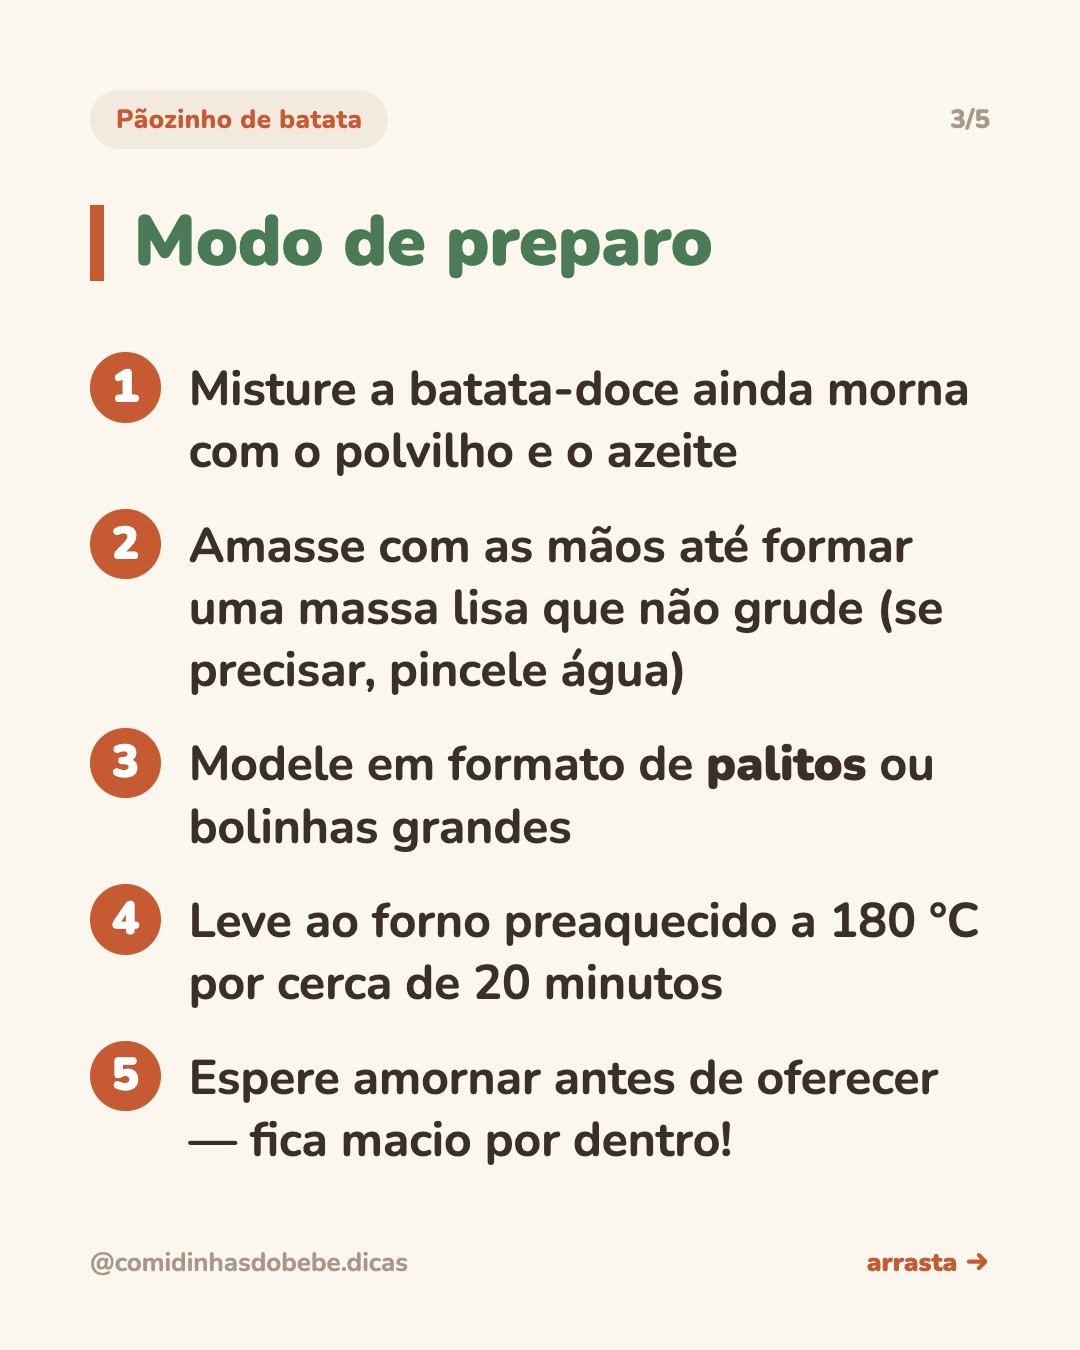 Pãozinho de batata
3/5
Modo de preparo
1
Misture a batata-doce ainda morna
com o polvilho e o azeite
2
Amasse com as mãos até formar
uma massa lisa que não grude (se
precisar, pincele água)
3
Modele em formato de palitos ou
bolinhas grandes
4
Leve ao forno preaquecido a 180 °C
por cerca de 20 minutos
5
Espere amornar antes de oferecer
— fica macio por dentro!
@comidinhasdobebe.dicas
arrasta →